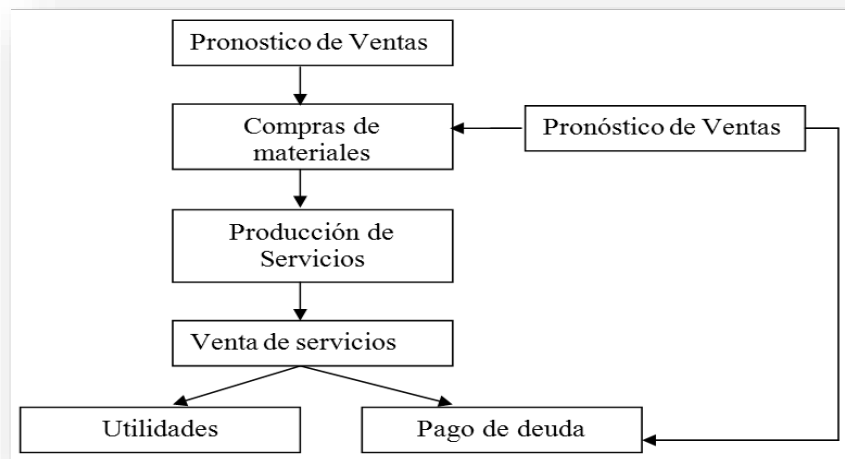 Pronostico de Ventas
Compras de
materiales
Pronóstico de Ventas
Producción de
Servicios
Venta de servicios
Utilidades
Pago de deuda